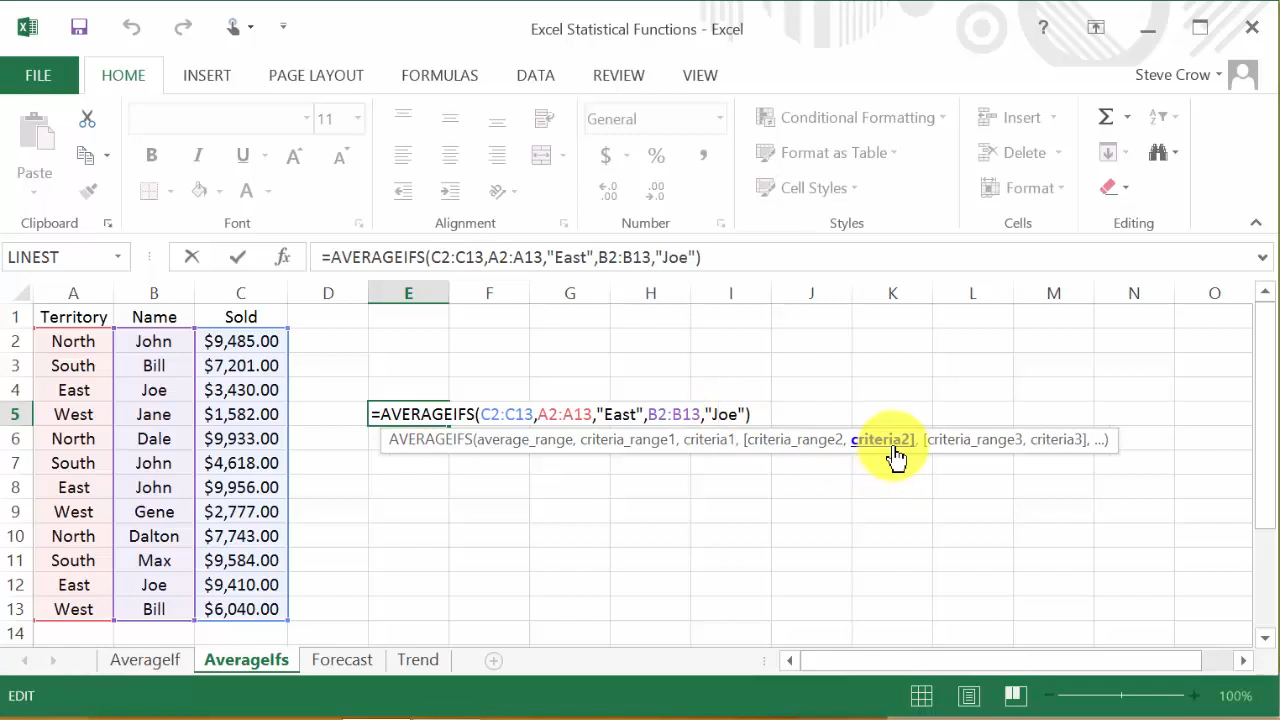 Excel Statistical Functions - Excel
?
FILE HOME INSERT PAGE LAYOUT FORMULAS DATA REVIEW VIEW Steve Crow
Paste
11
B I U A A
A
General
$ % ,
Conditional Formatting
Format as Table
Cell Styles
Insert
Delete
Format
Σ
Clipboard Font Alignment Number Styles Cells Editing
LINEST fx =AVERAGEIFS(C2:C13,A2:A13,"East",B2:B13,"Joe")
A B C D E F G H I J K L M N O
1 Territory Name Sold
2 North John $9,485.00
3 South Bill $7,201.00
4 East Joe $3,430.00
5 West Jane $1,582.00 =AVERAGEIFS(C2:C13,A2:A13,"East",B2:B13,"Joe")
6 North Dale $9,933.00 AVERAGEIFS(average_range, criteria_range1, criteria1, [criteria_range2, criteria2], [criteria_range3, criteria3], ...)
7 South John $4,618.00
8 East John $9,956.00
9 West Gene $2,777.00
10 North Dalton $7,743.00
11 South Max $9,584.00
12 East Joe $9,410.00
13 West Bill $6,040.00
14
AverageIf AverageIfs Forecast Trend
EDIT 100%